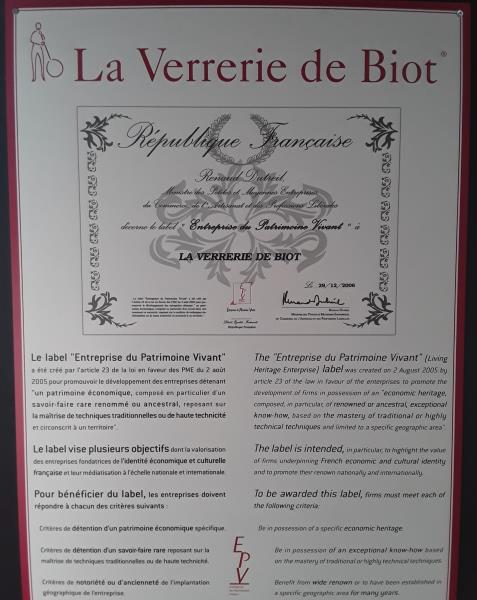 La Verrerie de Biot®
République Française
Renaud Dutreil
Ministre des Petites et Moyennes Entreprises
du Commerce, de l'Artisanat et des Professions Libérales
décerne le label " Entreprise du Patrimoine Vivant " à
LA VERRERIE DE BIOT
Le 29/12/2006
Le label "Entreprise du Patrimoine Vivant"
a été créé par l'article 23 de la loi en faveur des PME du 2 août
2005 pour promouvoir le développement des entreprises détenant
"un patrimoine économique, composé en particulier d'un
savoir-faire rare renommé ou ancestral, reposant sur
la maîtrise de techniques traditionnelles ou de haute technicité
et circonscrit à un territoire".
Le label vise plusieurs objectifs dont la valorisation
des entreprises fondatrices de l'identité économique et culturelle
française et leur médiatisation à l'échelle nationale et internationale.
Pour bénéficier du label, les entreprises doivent
répondre à chacun des critères suivants :
Critères de détention d'un patrimoine économique spécifique.
Critères de détention d'un savoir-faire rare reposant sur la
maîtrise de techniques traditionnelles ou de haute technicité.
Critères de notoriété ou d'ancienneté de l'implantation
géographique de l'entreprise.
The "Entreprise du Patrimoine Vivant" (Living
Heritage Enterprise) label was created on 2 August 2005 by
article 23 of the law in favour of the enterprises to promote the
development of firms in possession of an "economic heritage,
composed, in particular, of renowned or ancestral, exceptional
know-how, based on the mastery of traditional or highly
technical techniques and limited to a specific geographic area".
The label is intended, in particular, to highlight the value
of firms underpinning French economic and cultural identity
and to promote their renown nationally and internationally.
To be awarded this label, firms must meet each of
the following criteria:
Be in possession of a specific economic heritage.
Be in possession of an exceptional know-how based
on the mastery of traditional or highly technical techniques.
Benefit from wide renown or to have been established in
a specific geographic area for many years.
EPV